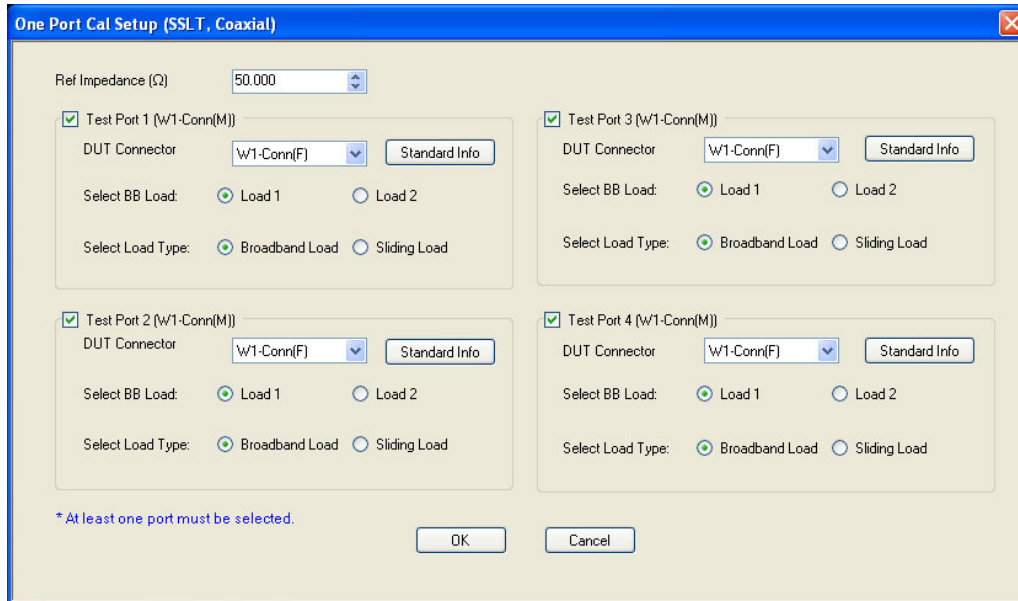 One Port Cal Setup (SSLT, Coaxial)
Ref Impedance (Ω) 50.000
Test Port 1 (W1-Conn(M))
DUT Connector W1-Conn(F) Standard Info
Select BB Load: Load 1 Load 2
Select Load Type: Broadband Load Sliding Load
Test Port 3 (W1-Conn(M))
DUT Connector W1-Conn(F) Standard Info
Select BB Load: Load 1 Load 2
Select Load Type: Broadband Load Sliding Load
Test Port 2 (W1-Conn(M))
DUT Connector W1-Conn(F) Standard Info
Select BB Load: Load 1 Load 2
Select Load Type: Broadband Load Sliding Load
Test Port 4 (W1-Conn(M))
DUT Connector W1-Conn(F) Standard Info
Select BB Load: Load 1 Load 2
Select Load Type: Broadband Load Sliding Load
* At least one port must be selected.
OK Cancel